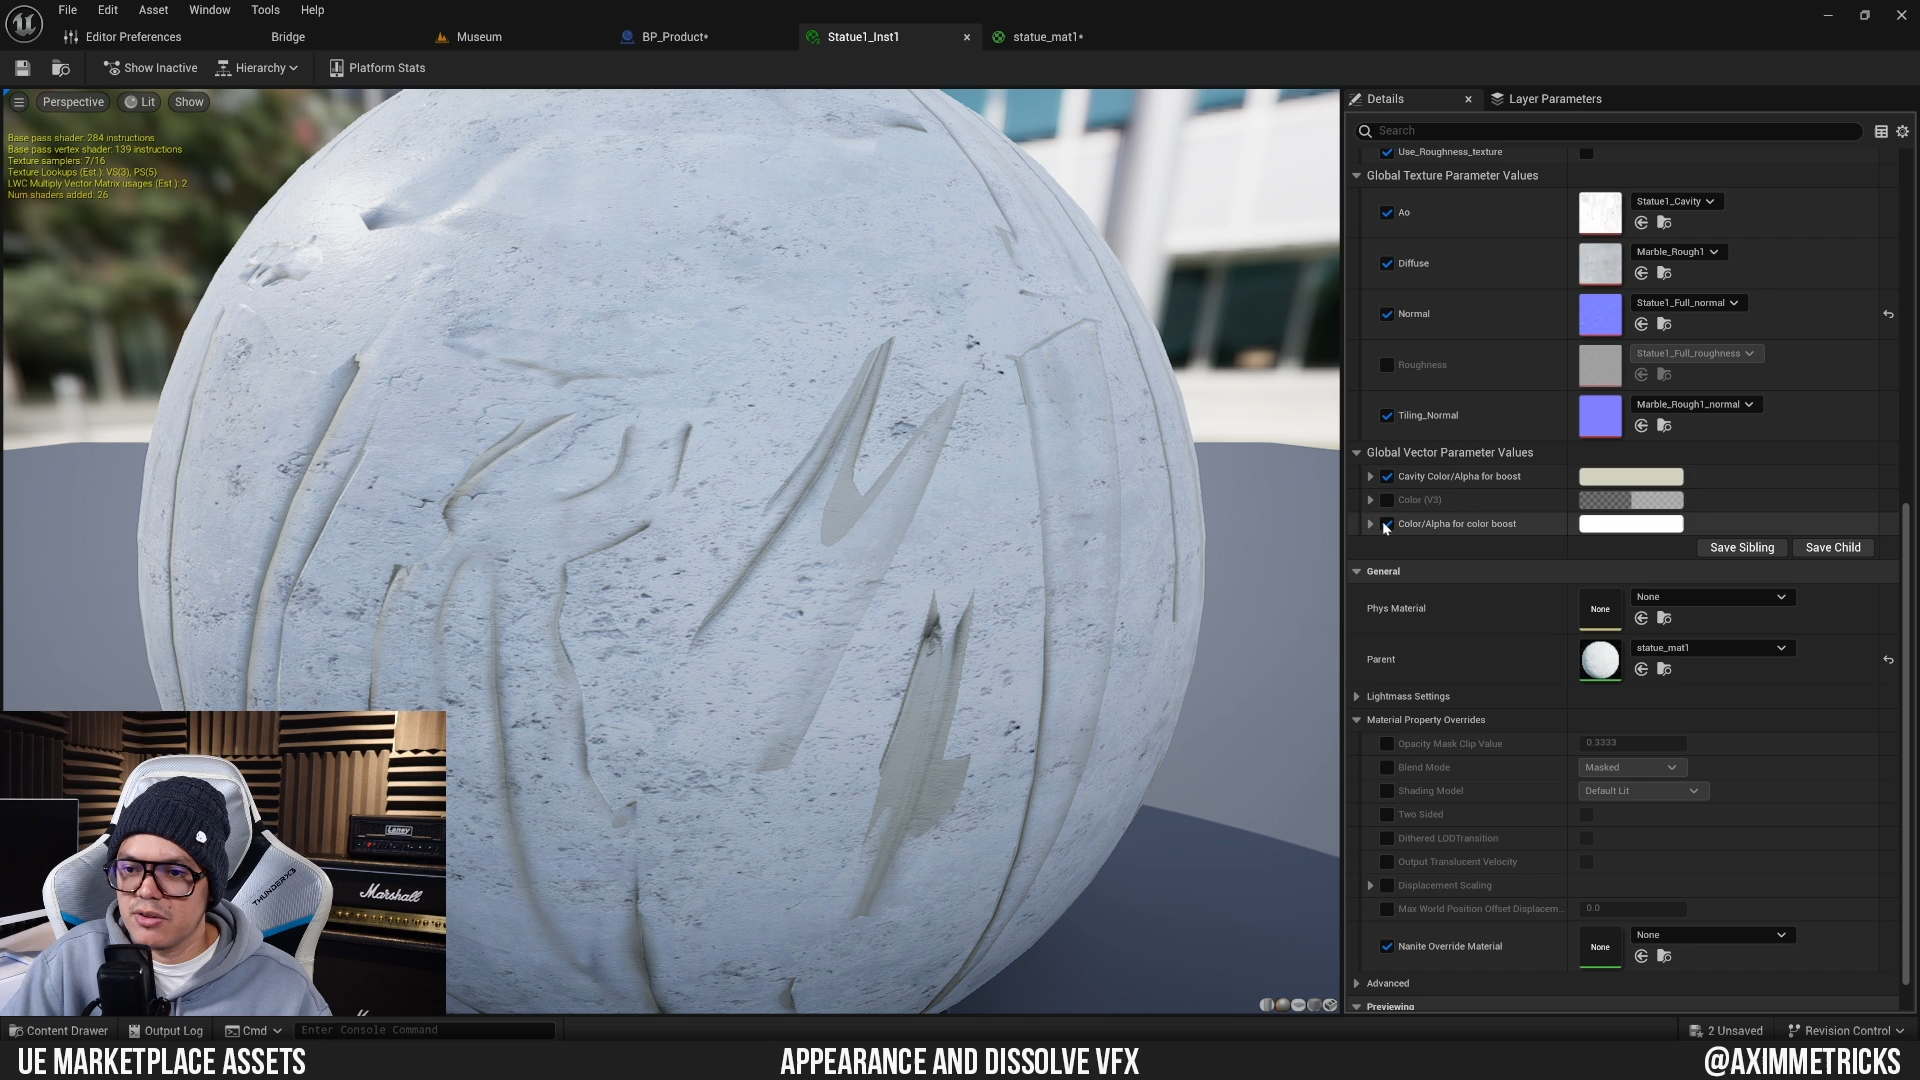 File Edit Asset Window Tools Help
Editor Preferences Bridge Museum BP_Product* Statue1_Inst1 statue_mat1*
Show Inactive Hierarchy Platform Stats
Perspective Lit Show
Base pass shader: 284 instructions
Base pass vertex shader: 139 instructions
Texture samplers: 7/16
Texture Lookups (Est.): VS(3), PS(5)
LWC Multiply Vector Matrix usages (Est.): 2
Num shaders added: 26
Details Layer Parameters
Search
Use_Roughness_texture
Global Texture Parameter Values
Ao Statue1_Cavity
Diffuse Marble_Rough1
Normal Statue1_Full_normal
Roughness Statue1_Full_roughness
Tiling_Normal Marble_Rough1_normal
Global Vector Parameter Values
Cavity Color/Alpha for boost
Color (V3)
Color/Alpha for color boost
Save Sibling Save Child
General
Phys Material None None
Parent statue_mat1
Lightmass Settings
Material Property Overrides
Opacity Mask Clip Value 0.3333
Blend Mode Masked
Shading Model Default Lit
Two Sided
Dithered LODTransition
Output Translucent Velocity
Displacement Scaling
Max World Position Offset Displacem... 0.0
Nanite Override Material None None
Advanced
Previewing
THUNDERX3
Laney
Marshall
Content Drawer Output Log Cmd Enter Console Command 2 Unsaved Revision Control
UE MARKETPLACE ASSETS APPEARANCE AND DISSOLVE VFX @AXIMMETRICKS